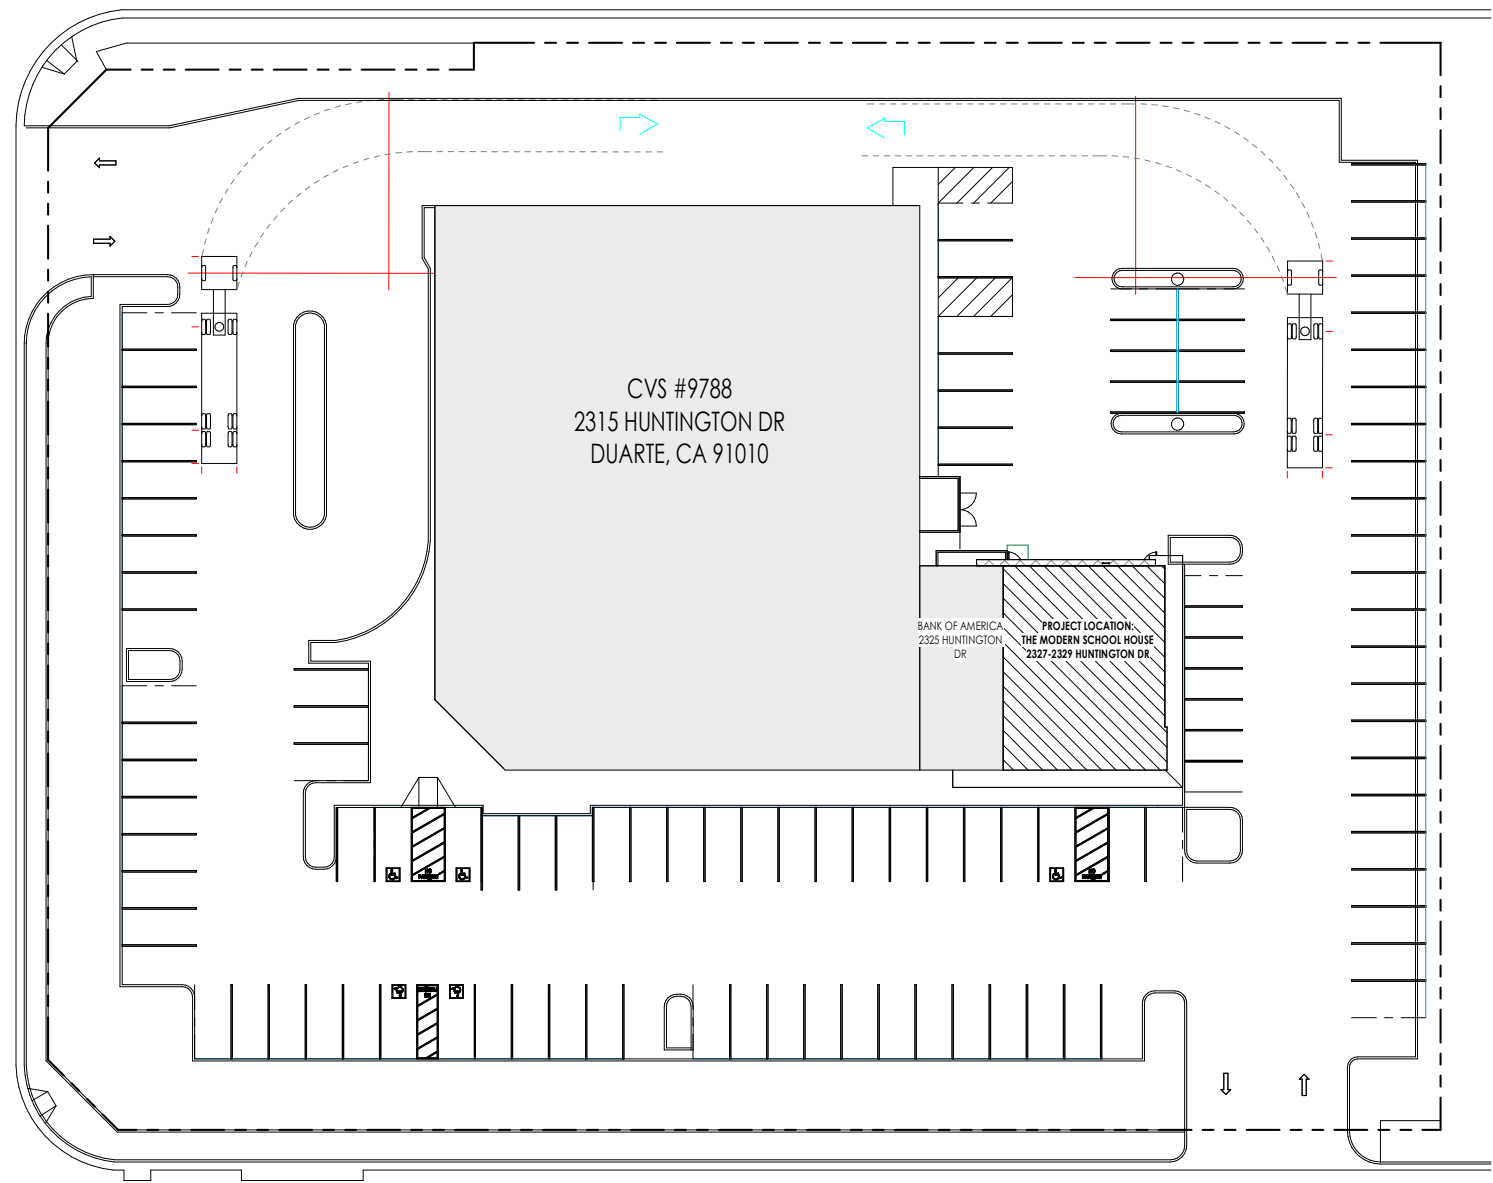 CVS #9788
2315 HUNTINGTON DR
DUARTE, CA 91010
BANK OF AMERICA
2325 HUNTINGTON
DR
PROJECT LOCATION:
THE MODERN SCHOOL HOUSE
2327-2329 HUNTINGTON DR.